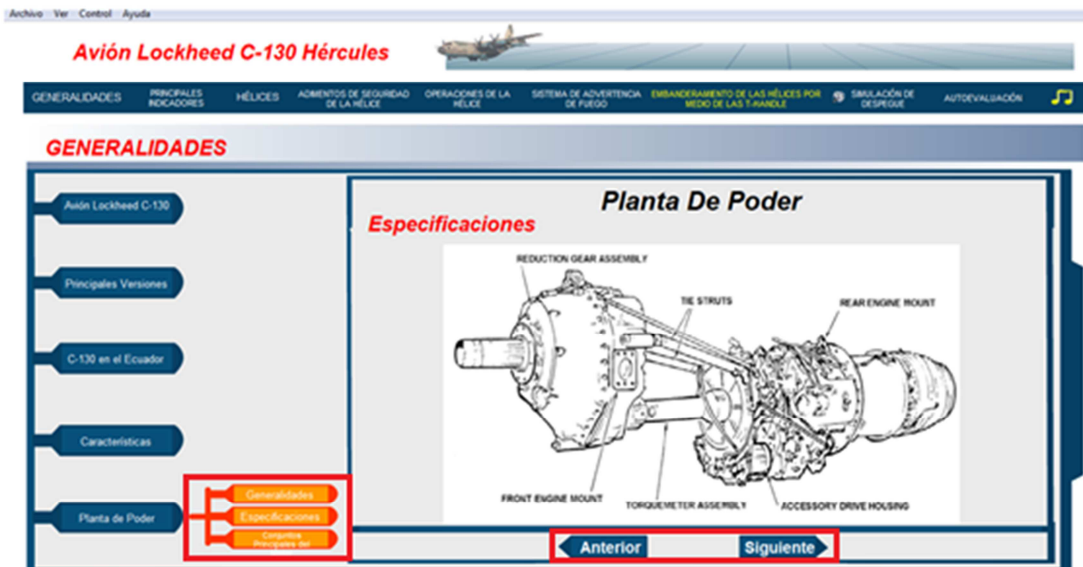 Archivo Ver Control Ayuda
Avión Lockheed C-130 Hércules
GENERALIDADES
PRINCIPALES
INDICADORES
HÉLICES
ADIMENTOS DE SEGURIDAD
DE LA HÉLICE
OPERACIONES DE LA
HÉLICE
SISTEMA DE ADVERTENCIA
DE FUEGO
EMBANDERAMIENTO DE LAS HÉLICES POR
MEDIO DE LAS T-HANDLE
SIMULACIÓN DE
DESPEGUE
AUTOEVALUACIÓN
GENERALIDADES
Avión Lockheed C-130
Principales Versiones
C-130 en el Ecuador
Características
Planta de Poder
Generalidades
Especificaciones
Conjuntos
Principales del
Planta De Poder
Especificaciones
REDUCTION GEAR ASSEMBLY
TIE STRUTS
REAR ENGINE MOUNT
FRONT ENGINE MOUNT
TORQUEMETER ASSEMBLY
ACCESSORY DRIVE HOUSING
Anterior
Siguiente